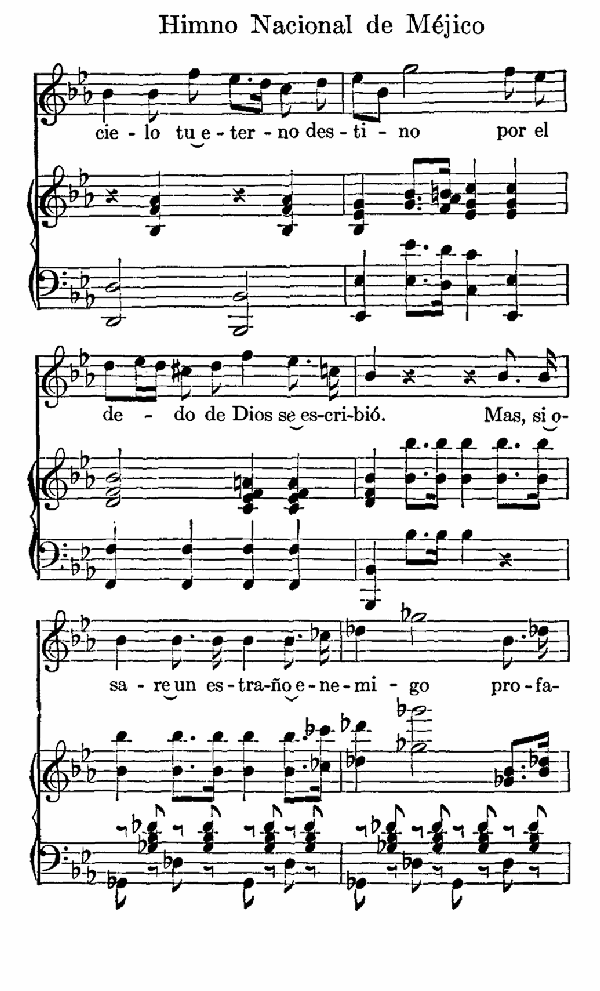 Himno Nacional de Méjico
cie - lo tu e - ter - no des - ti - no por el
de - do de Dios se es-cri-bió. Mas, si o-
sa - re un es-tra-ño e-ne-mi-go pro-fa-